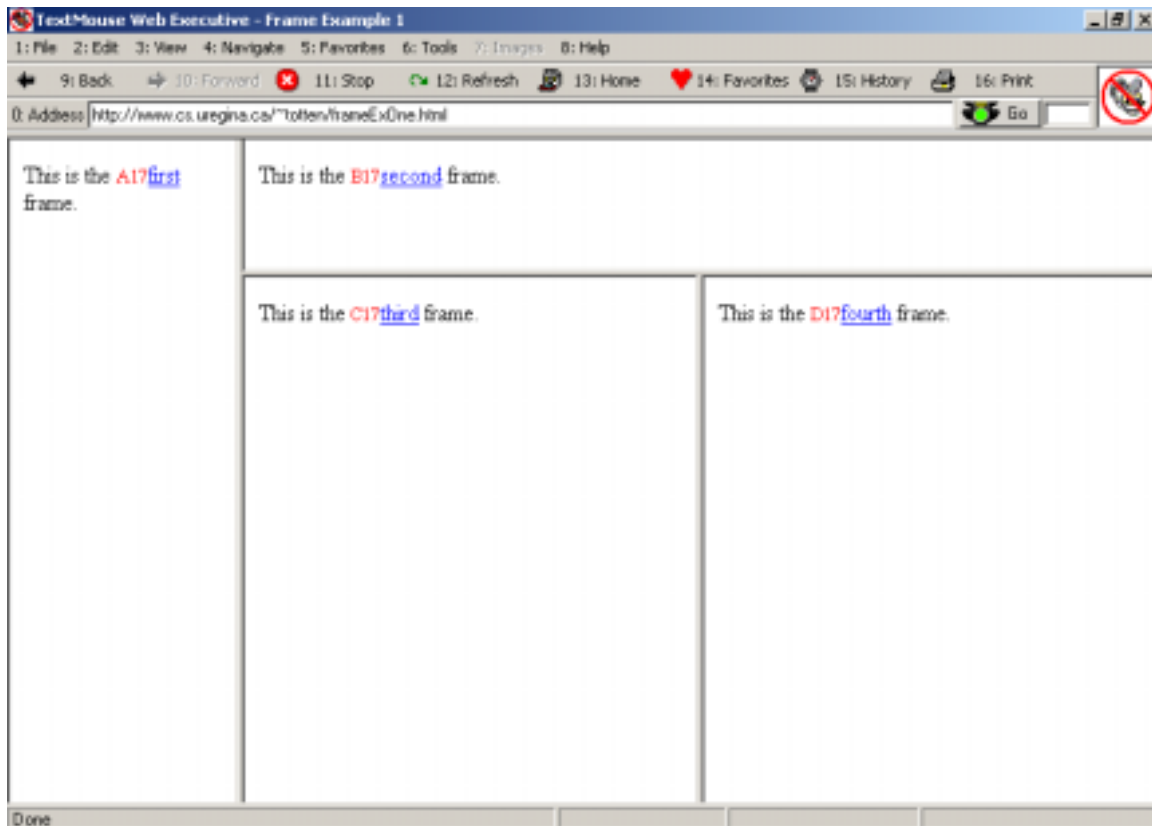 TextMouse Web Executive - Frame Example 1
1: File 2: Edit 3: View 4: Navigate 5: Favorites 6: Tools 7: Images 8: Help
9: Back 10: Forward 11: Stop 12: Refresh 13: Home 14: Favorites 15: History 16: Print
0: Address http://www.cs.uregina.ca/~totten/frameExOne.html Go
This is the A17first
frame.
This is the B17second frame.
This is the C17third frame.
This is the D17fourth frame.
Done